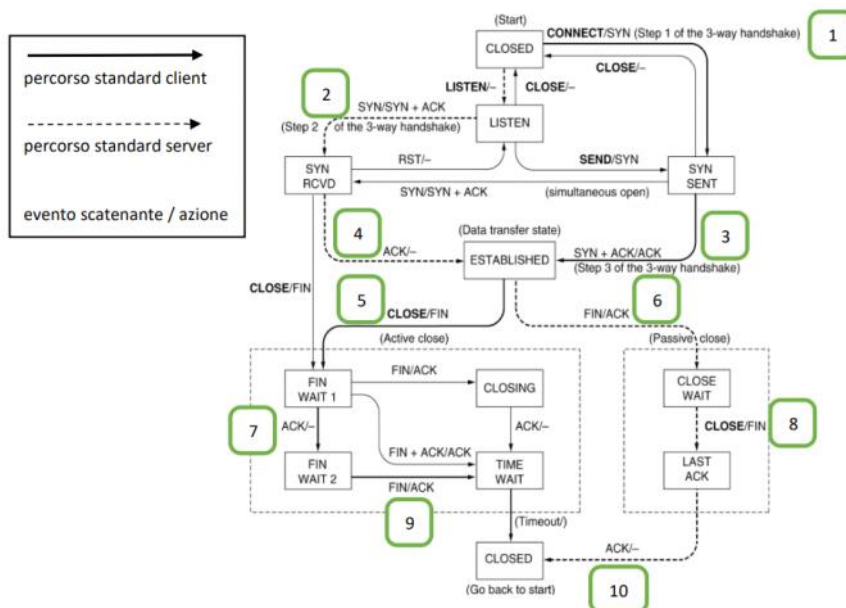 percorso standard client
percorso standard server
evento scatenante / azione
(Start)
CONNECT/SYN (Step 1 of the 3-way handshake)
1
CLOSED
CLOSE/–
LISTEN/–
CLOSE/–
2
SYN/SYN + ACK
(Step 2 of the 3-way handshake)
LISTEN
SYN
RCVD
RST/–
SEND/SYN
SYN
SENT
SYN/SYN + ACK
(simultaneous open)
4
(Data transfer state)
3
ACK/–
ESTABLISHED
SYN + ACK/ACK
(Step 3 of the 3-way handshake)
CLOSE/FIN
5
CLOSE/FIN
6
FIN/ACK
(Active close)
(Passive close)
FIN
WAIT 1
FIN/ACK
CLOSING
CLOSE
WAIT
7
ACK/–
ACK/–
CLOSE/FIN
8
FIN + ACK/ACK
FIN
WAIT 2
FIN/ACK
TIME
WAIT
LAST
ACK
9
(Timeout/)
CLOSED
ACK/–
(Go back to start)
10